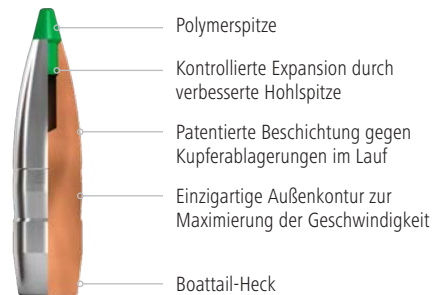 Polymerspitze
Kontrollierte Expansion durch
verbesserte Hohlspitze
Patentierte Beschichtung gegen
Kupferablagerungen im Lauf
Einzigartige Außenkontur zur
Maximierung der Geschwindigkeit
Boattail-Heck